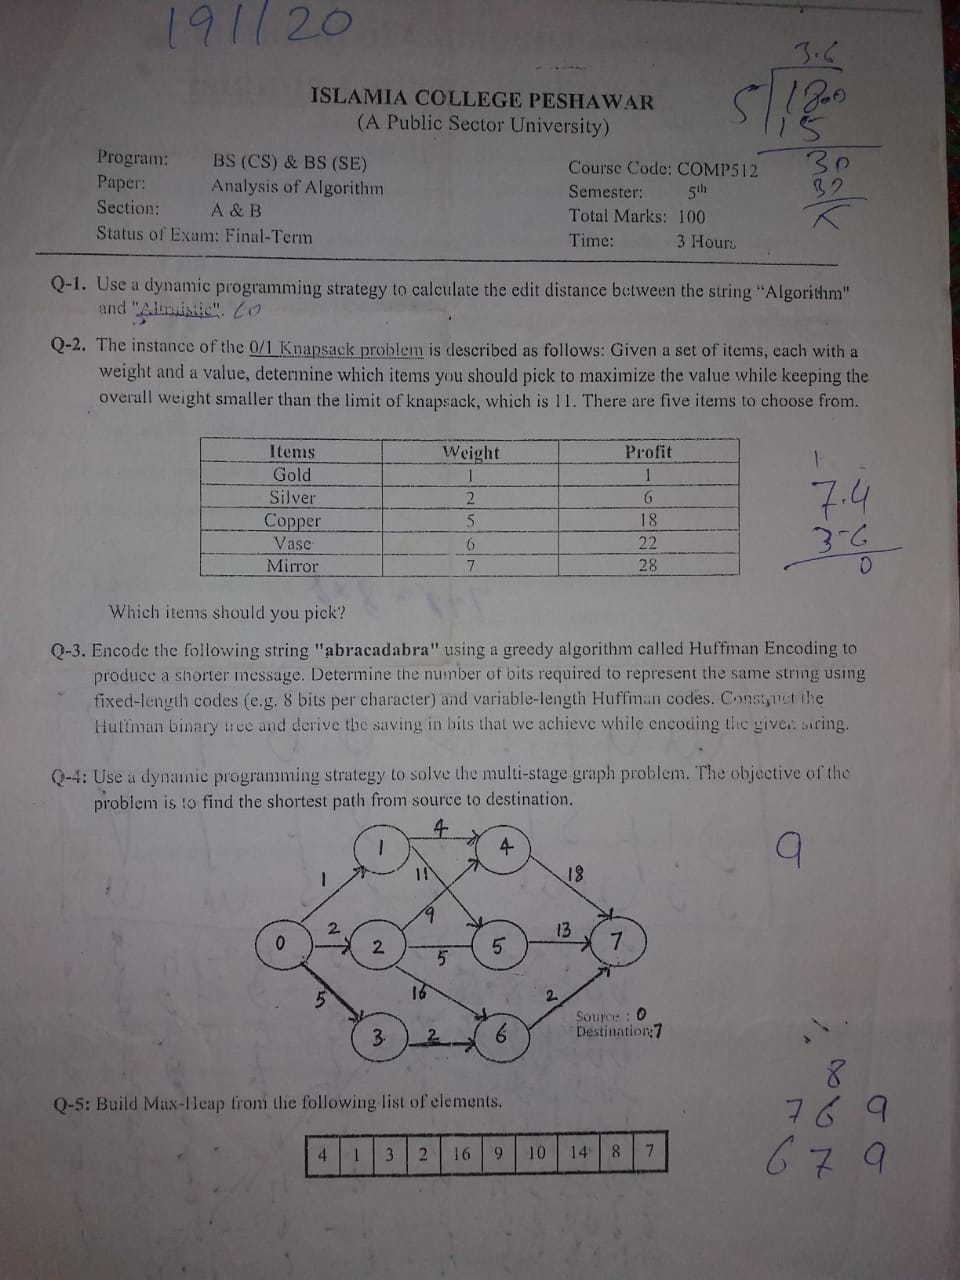 191/20
3.6
5 18.0
15
30
ISLAMIA COLLEGE PESHAWAR
(A Public Sector University)
Program: BS (CS) & BS (SE)
Paper: Analysis of Algorithm
Section: A & B
Status of Exam: Final-Term
Course Code: COMP512
Semester: 5th
Total Marks: 100
Time: 3 Hours
Q-1. Use a dynamic programming strategy to calculate the edit distance between the string "Algorithm"
and "Altruistic".
Q-2. The instance of the 0/1 Knapsack problem is described as follows: Given a set of items, each with a
weight and a value, determine which items you should pick to maximize the value while keeping the
overall weight smaller than the limit of knapsack, which is 11. There are five items to choose from.
Items Weight Profit
Gold 1 1
Silver 2 6
Copper 5 18
Vase 6 22
Mirror 7 28
1
7.4
3.6
0
Which items should you pick?
Q-3. Encode the following string "abracadabra" using a greedy algorithm called Huffman Encoding to
produce a shorter message. Determine the number of bits required to represent the same string using
fixed-length codes (e.g. 8 bits per character) and variable-length Huffman codes. Construct the
Huffman binary tree and derive the saving in bits that we achieve while encoding the given string.
Q-4: Use a dynamic programming strategy to solve the multi-stage graph problem. The objective of the
problem is to find the shortest path from source to destination.
4
1 4
1 11 18
9
2 9 13
0 2 5 7
5
5 16 2
3 2 6
Source : 0
Destination:7
Q-5: Build Max-Heap from the following list of elements.
4 1 3 2 16 9 10 14 8 7
8
7 6 9
6 7 9